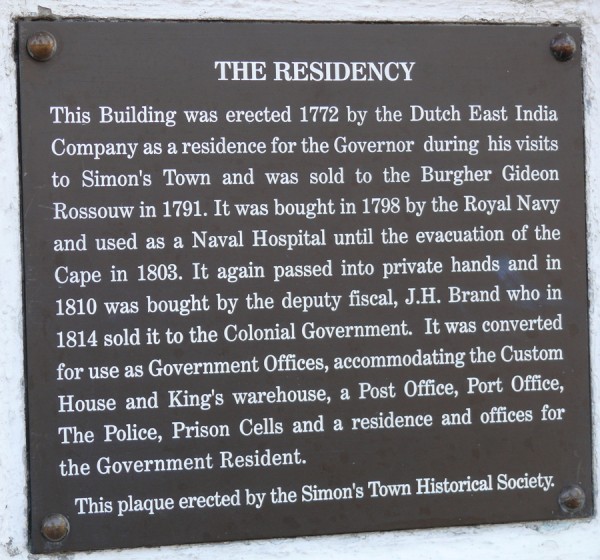 THE RESIDENCY
This Building was erected 1772 by the Dutch East India
Company as a residence for the Governor during his visits
to Simon's Town and was sold to the Burgher Gideon
Rossouw in 1791. It was bought in 1798 by the Royal Navy
and used as a Naval Hospital until the evacuation of the
Cape in 1803. It again passed into private hands and in
1810 was bought by the deputy fiscal, J.H. Brand who in
1814 sold it to the Colonial Government. It was converted
for use as Government Offices, accommodating the Custom
House and King's warehouse, a Post Office, Port Office,
The Police, Prison Cells and a residence and offices for
the Government Resident.
This plaque erected by the Simon's Town Historical Society.